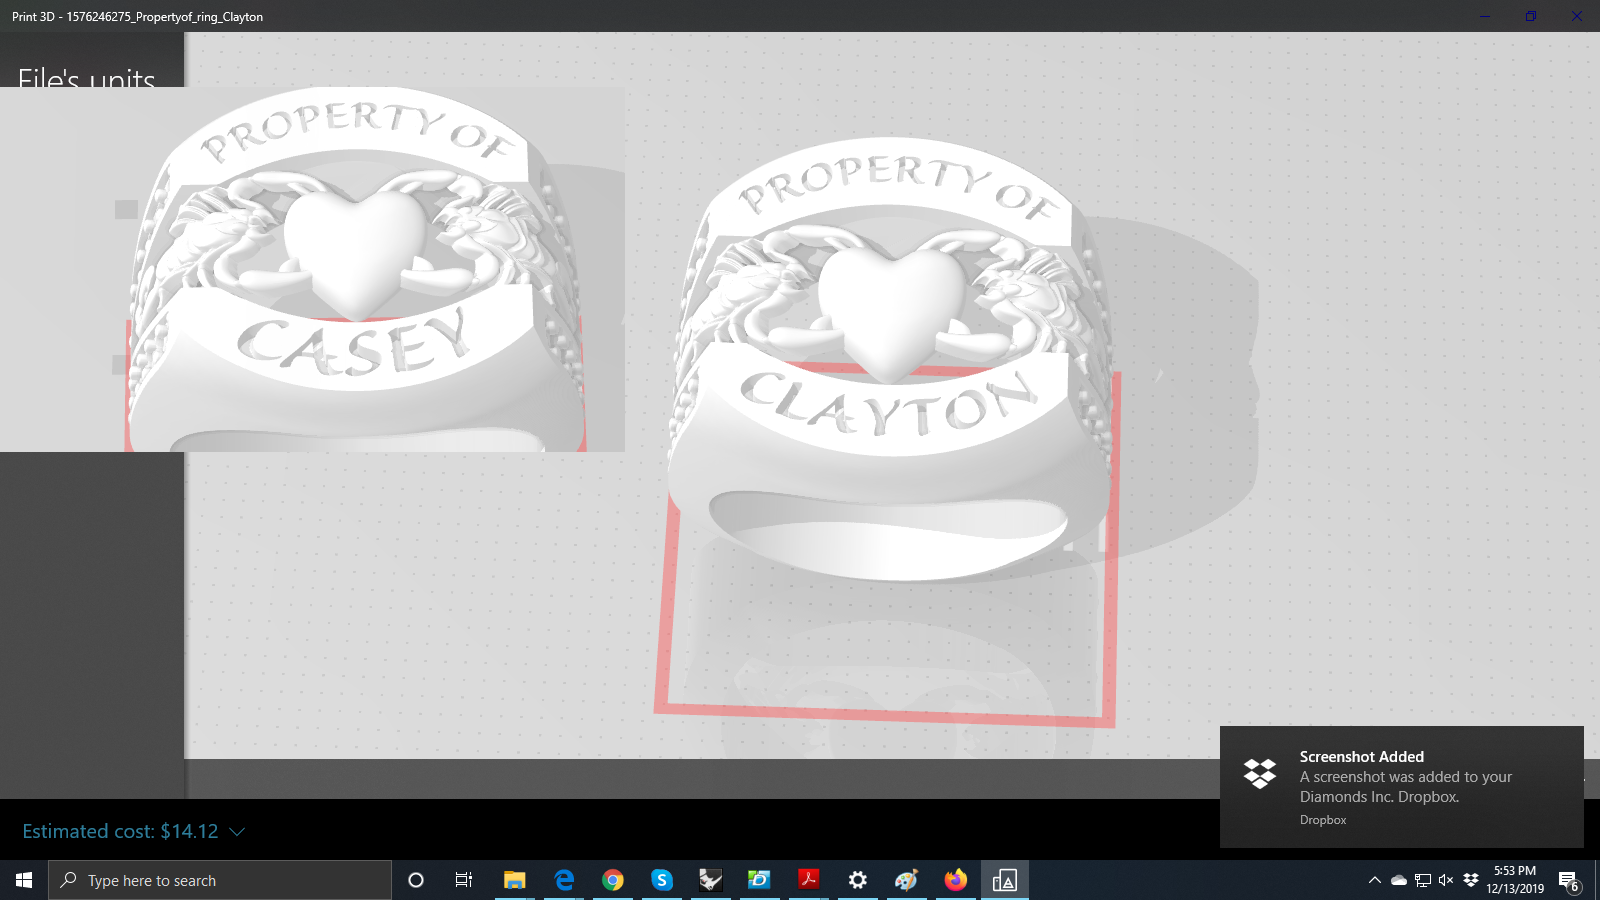 Print 3D - 1576246275_Propertyof_ring_Clayton
File's units
PROPERTY OF
CASEY
PROPERTY OF
CLAYTON
Screenshot Added
A screenshot was added to your
Diamonds Inc. Dropbox.
Dropbox
Estimated cost: $14.12
Type here to search
5:53 PM
12/13/2019
6